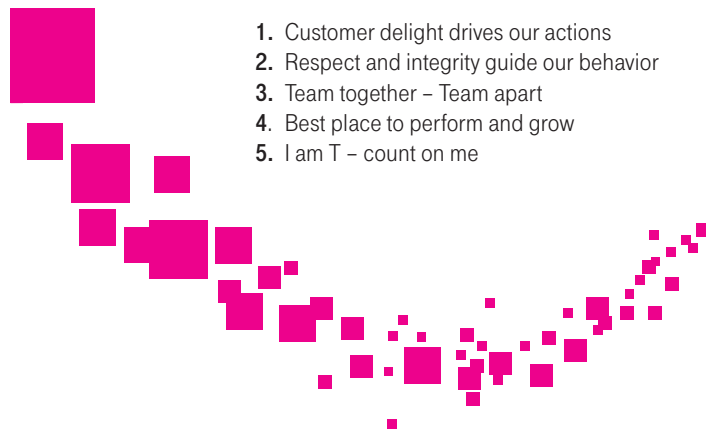 1. Customer delight drives our actions
2. Respect and integrity guide our behavior
3. Team together – Team apart
4. Best place to perform and grow
5. I am T – count on me